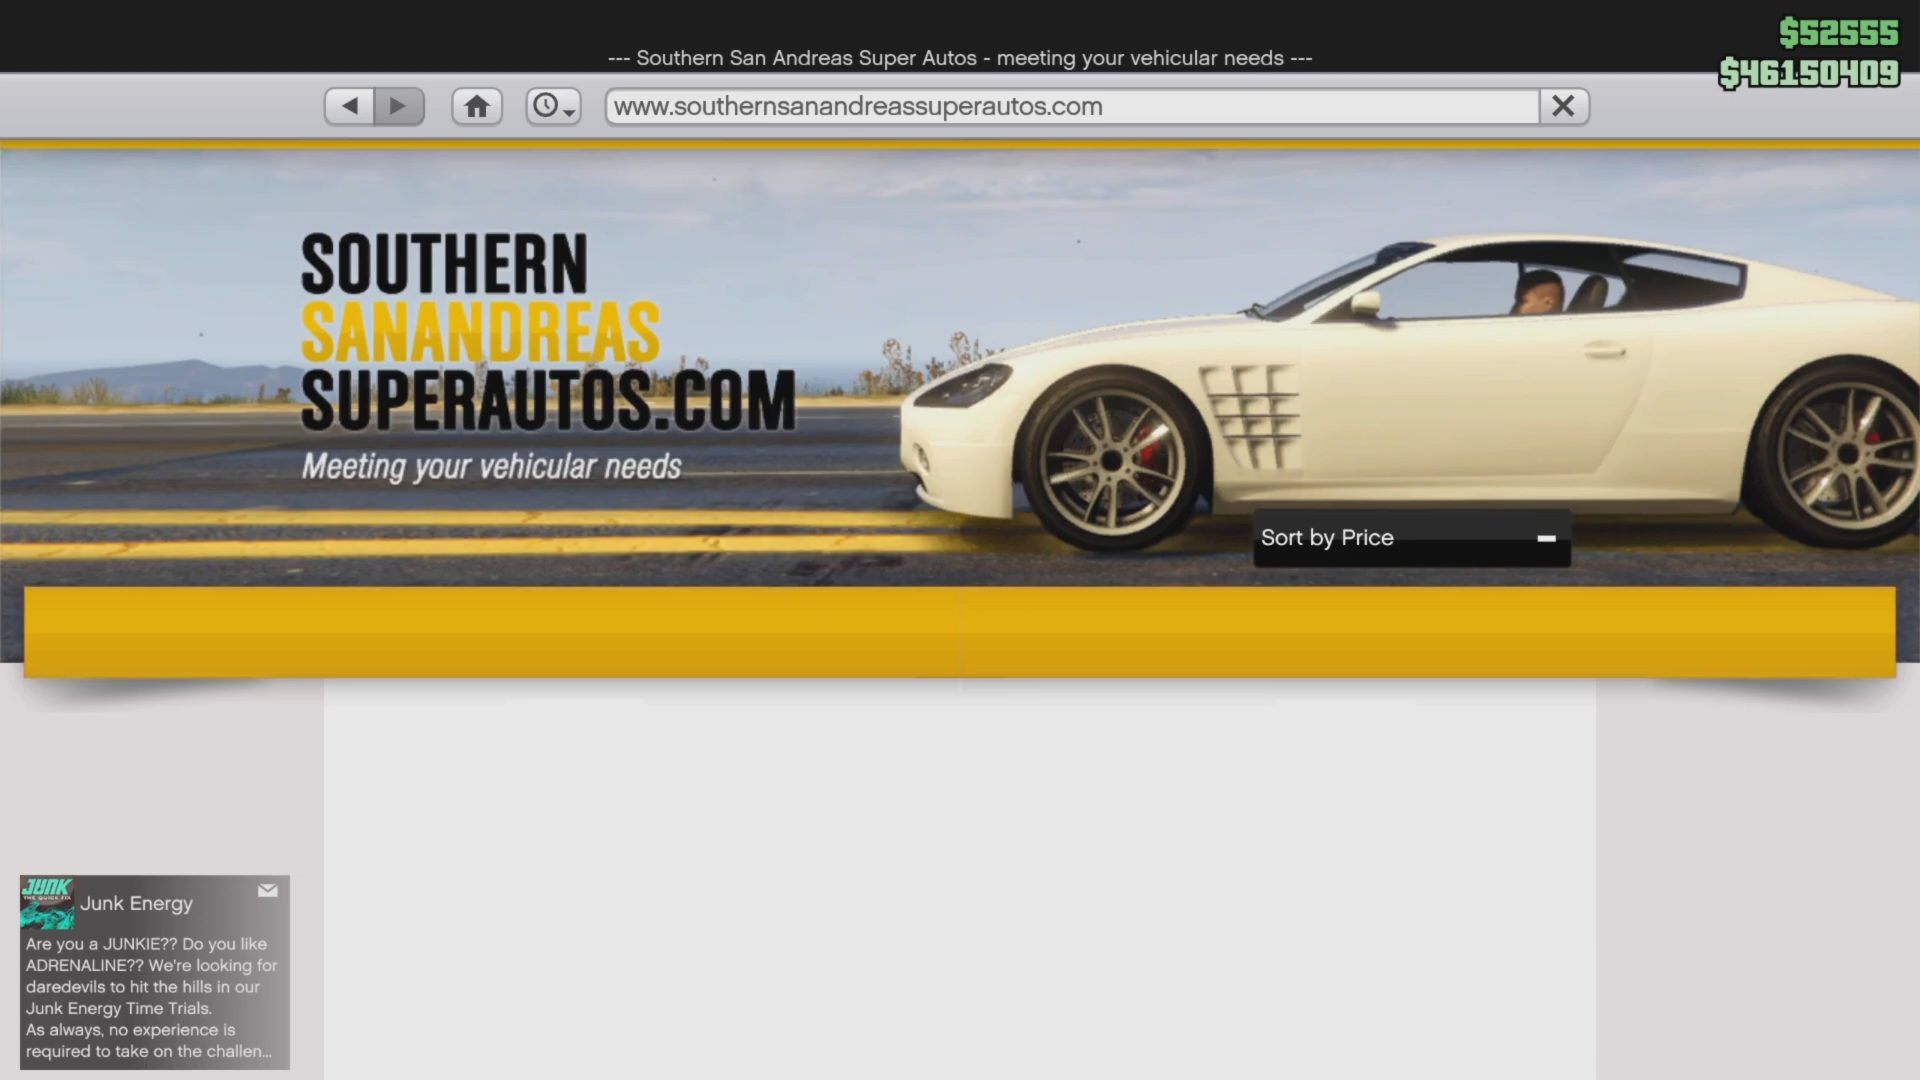 $52555
--- Southern San Andreas Super Autos - meeting your vehicular needs ---
$46150409
www.southernsanandreassuperautos.com
SOUTHERN
SANANDREAS
SUPERAUTOS.COM
Meeting your vehicular needs
Sort by Price
JUNK
THE QUICK FIX
Junk Energy
Are you a JUNKIE?? Do you like
ADRENALINE?? We're looking for
daredevils to hit the hills in our
Junk Energy Time Trials.
As always, no experience is
required to take on the challen...